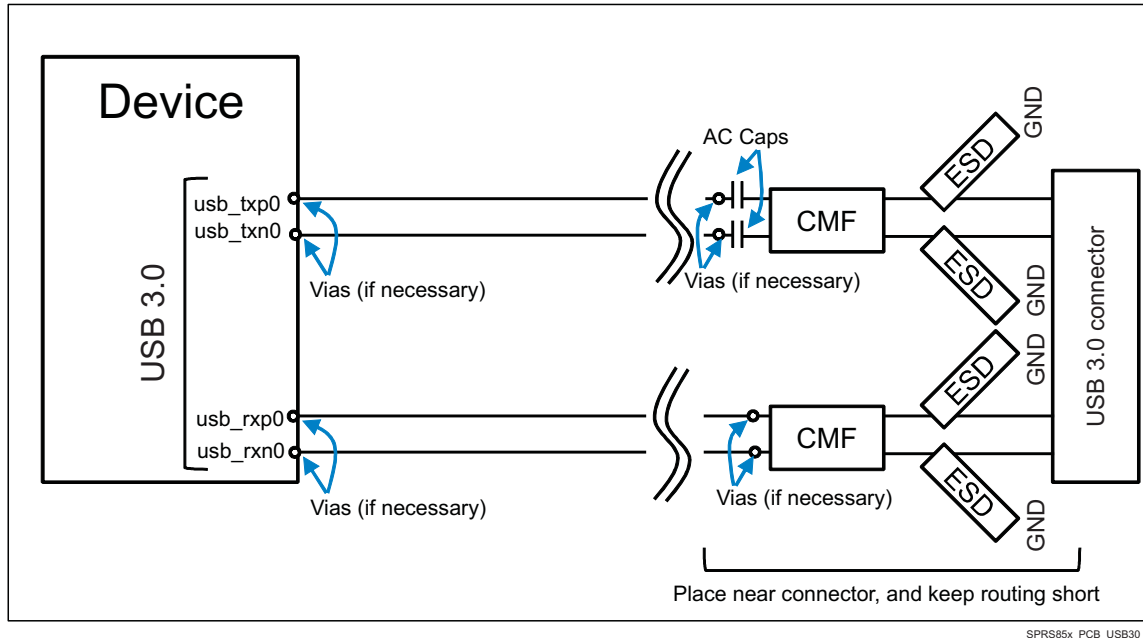 Device
USB 3.0
usb_txp0
usb_txn0
Vias (if necessary)
usb_rxp0
usb_rxn0
Vias (if necessary)
AC Caps
Vias (if necessary)
CMF
ESD
GND
ESD
GND
Vias (if necessary)
CMF
ESD
GND
ESD
GND
USB 3.0 connector
Place near connector, and keep routing short
SPRS85x_PCB_USB30